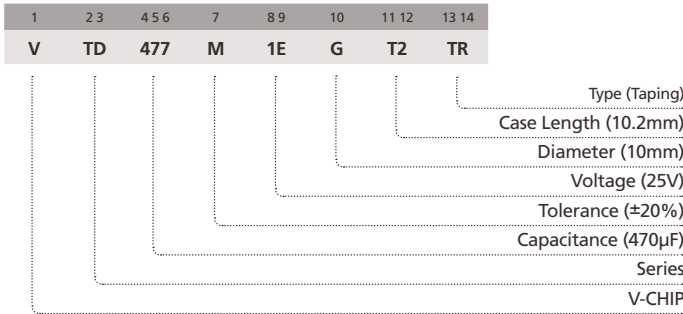 1 2 3 4 5 6 7 8 9 10 11 12 13 14
V TD 477 M 1E G T2 TR
Type (Taping)
Case Length (10.2mm)
Diameter (10mm)
Voltage (25V)
Tolerance (±20%)
Capacitance (470μF)
Series
V-CHIP